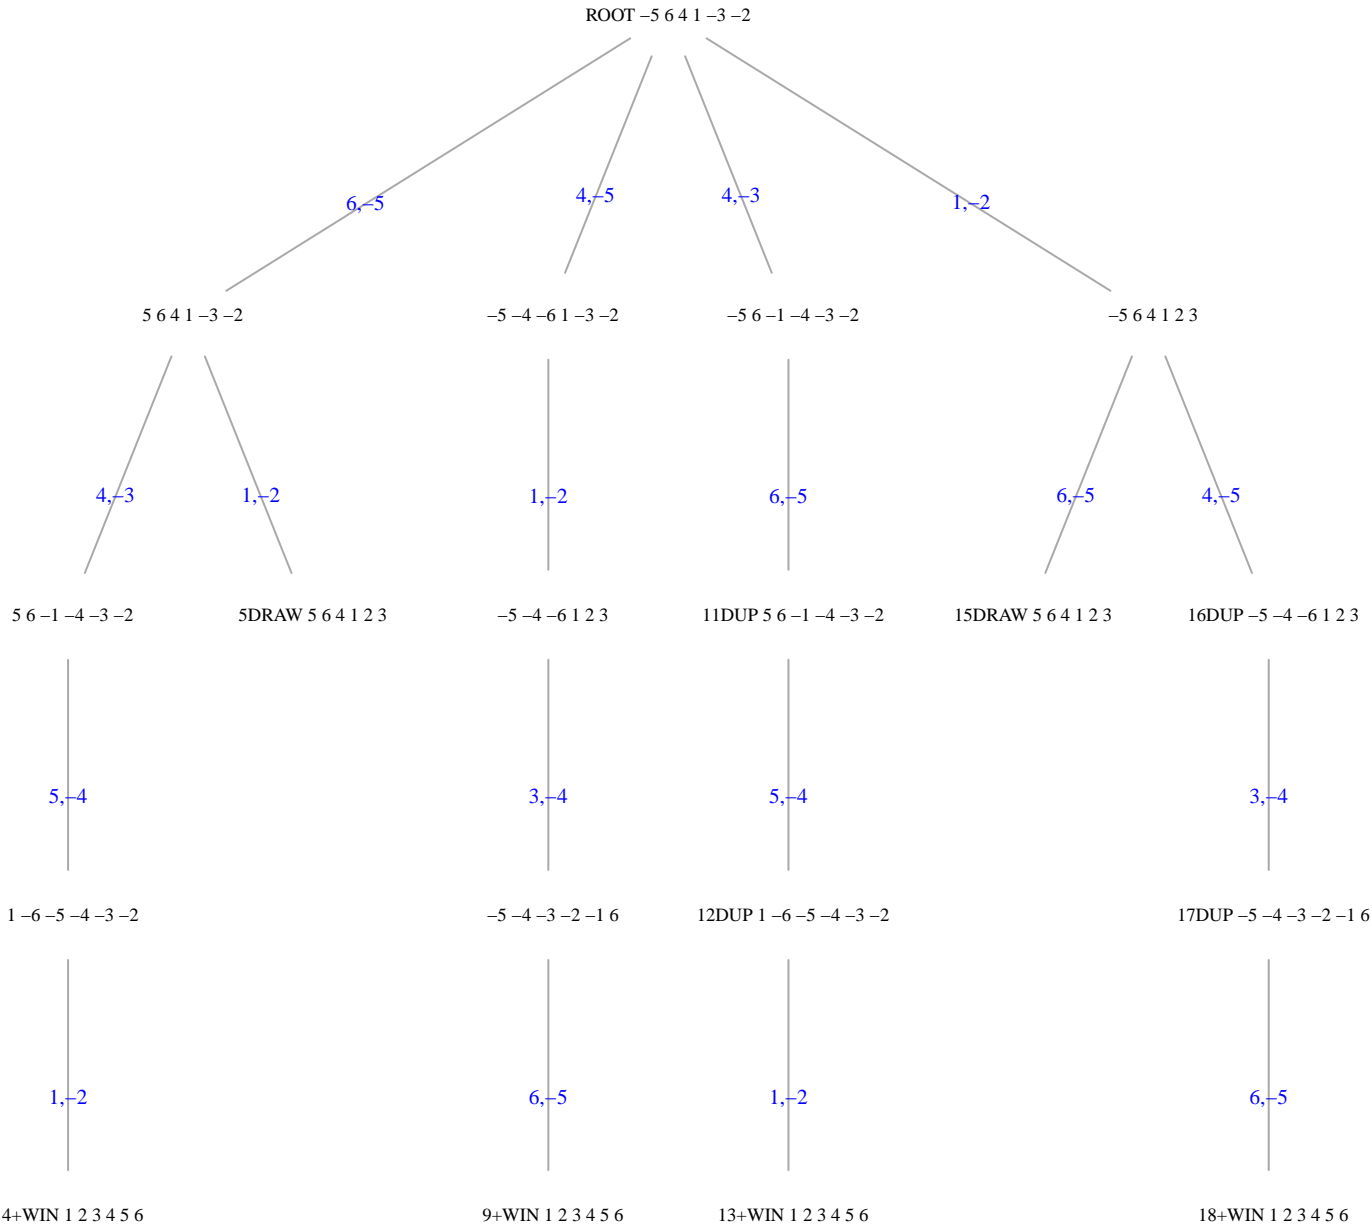 ROOT –5 6 4 1 –3 –2
6,–5
4,–5
4,–3
1,–2
5 6 4 1 –3 –2
–5 –4 –6 1 –3 –2
–5 6 –1 –4 –3 –2
–5 6 4 1 2 3
4,–3
1,–2
1,–2
6,–5
6,–5
4,–5
5 6 –1 –4 –3 –2
5DRAW 5 6 4 1 2 3
–5 –4 –6 1 2 3
11DUP 5 6 –1 –4 –3 –2
15DRAW 5 6 4 1 2 3
16DUP –5 –4 –6 1 2 3
5,–4
3,–4
5,–4
3,–4
1 –6 –5 –4 –3 –2
–5 –4 –3 –2 –1 6
12DUP 1 –6 –5 –4 –3 –2
17DUP –5 –4 –3 –2 –1 6
1,–2
6,–5
1,–2
6,–5
4+WIN 1 2 3 4 5 6
9+WIN 1 2 3 4 5 6
13+WIN 1 2 3 4 5 6
18+WIN 1 2 3 4 5 6